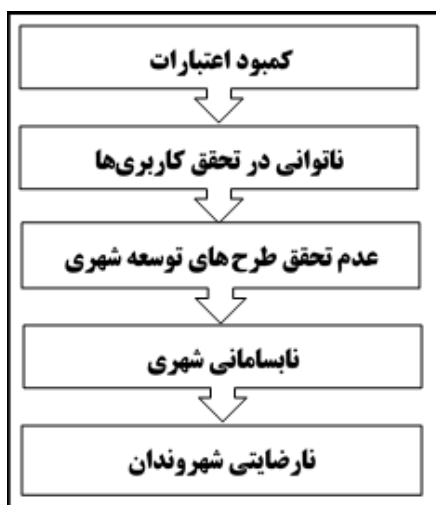 کمبود اعتبارات
ناتوانی در تحقق کاربری‌ها
عدم تحقق طرح‌های توسعه شهری
نابسامانی شهری
نارضایتی شهروندان